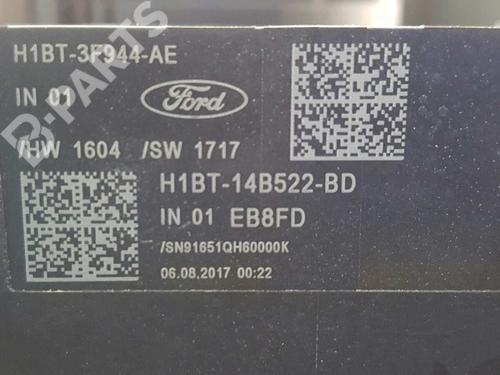 H1BT-3F944-AE
IN 01
Ford
/HW 1604 /SW 1717
H1BT-14B522-BD
IN 01 EB8FD
/SN91651QH60000K
06.08.2017 00:22
B-PARTS